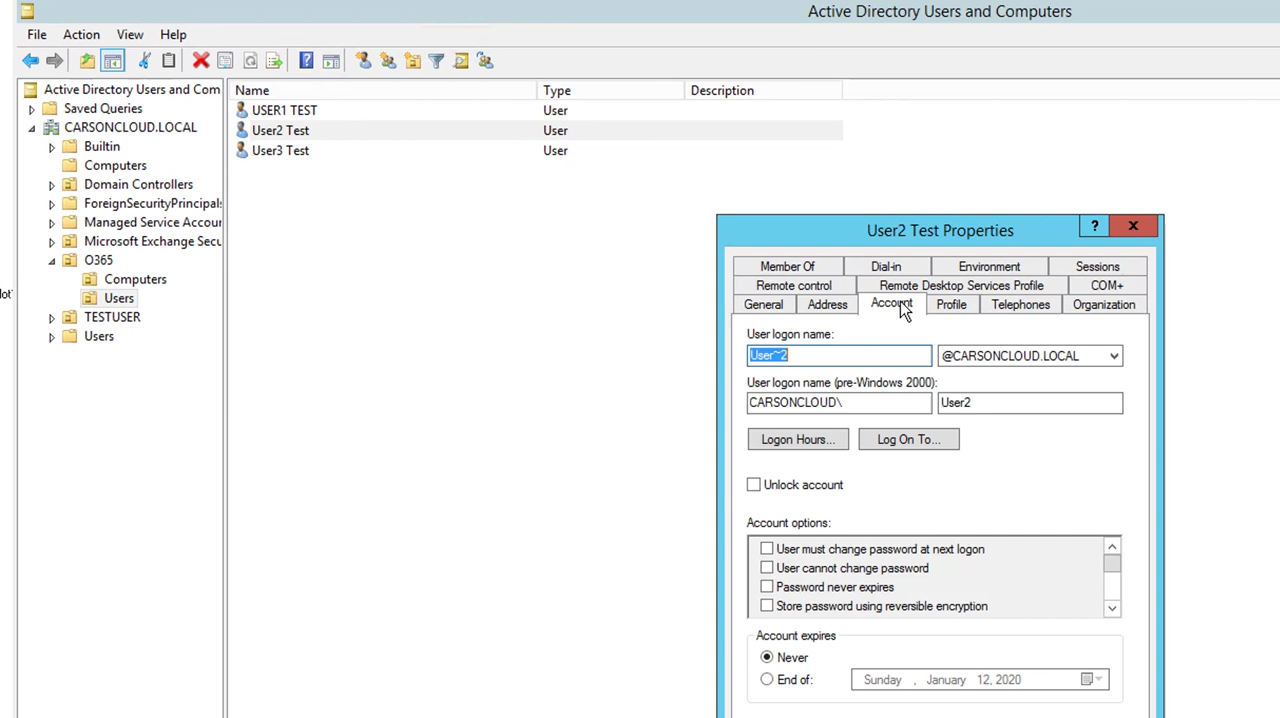 Active Directory Users and Computers
File Action View Help
Active Directory Users and Com
Saved Queries
CARSONCLOUD.LOCAL
Builtin
Computers
Domain Controllers
ForeignSecurityPrincipals
Managed Service Accour
Microsoft Exchange Secu
O365
Computers
Users
TESTUSER
Users
Name Type Description
USER1 TEST User
User2 Test User
User3 Test User
User2 Test Properties
? X
Member Of Dial-in Environment Sessions
Remote control Remote Desktop Services Profile COM+
General Address Account Profile Telephones Organization
User logon name:
User~2 @CARSONCLOUD.LOCAL
User logon name (pre-Windows 2000):
CARSONCLOUD\ User2
Logon Hours... Log On To...
Unlock account
Account options:
User must change password at next logon
User cannot change password
Password never expires
Store password using reversible encryption
Account expires
Never
End of: Sunday , January 12, 2020